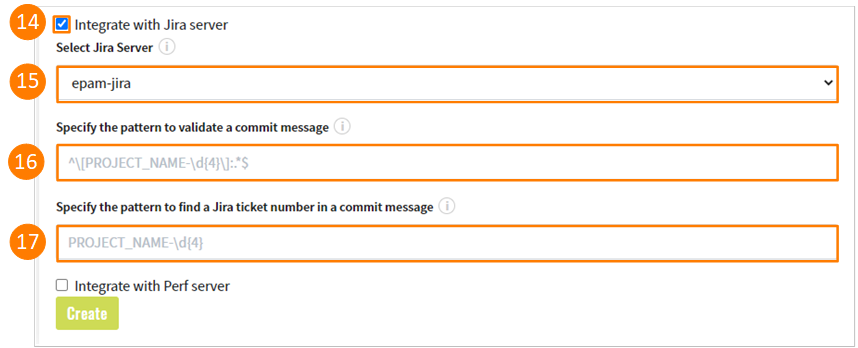 14 Integrate with Jira server
Select Jira Server i
15 epam-jira
Specify the pattern to validate a commit message i
16 ^\[PROJECT_NAME-\d{4}\]:.*$
Specify the pattern to find a Jira ticket number in a commit message i
17 PROJECT_NAME-\d{4}
Integrate with Perf server
Create